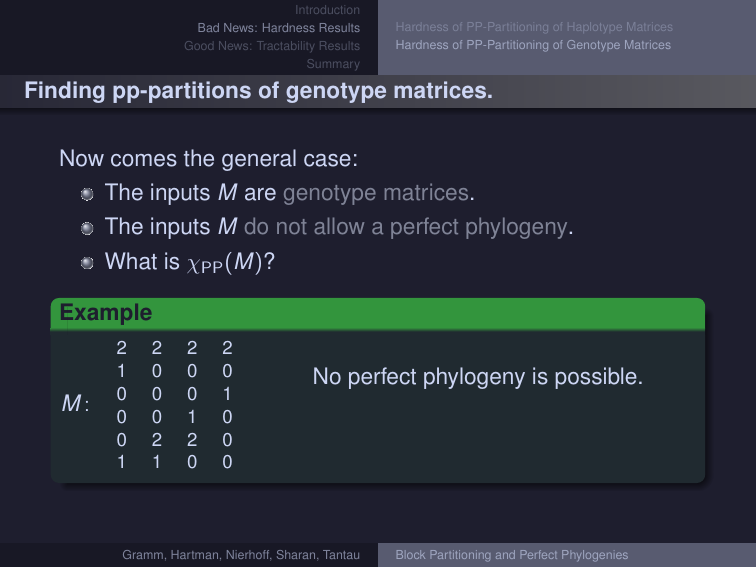 Introduction
Bad News: Hardness Results
Good News: Tractability Results
Summary
Hardness of PP-Partitioning of Haplotype Matrices
Hardness of PP-Partitioning of Genotype Matrices
Finding pp-partitions of genotype matrices.
Now comes the general case:
The inputs M are genotype matrices.
The inputs M do not allow a perfect phylogeny.
What is χPP(M)?
Example
M:
2 2 2 2
1 0 0 0
0 0 0 1
0 0 1 0
0 2 2 0
1 1 0 0
No perfect phylogeny is possible.
Gramm, Hartman, Nierhoff, Sharan, Tantau
Block Partitioning and Perfect Phylogenies